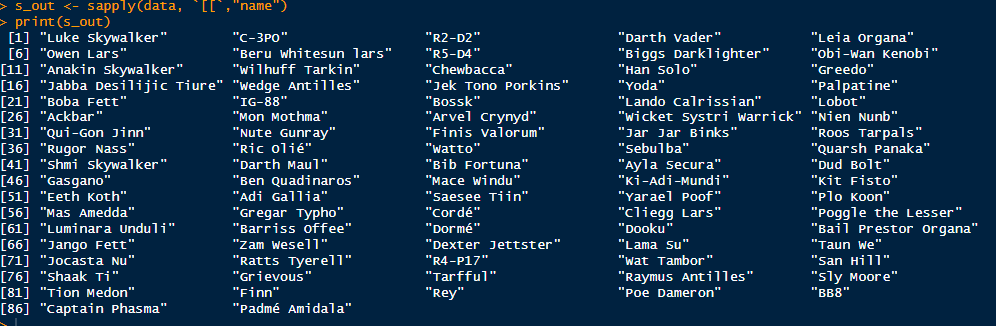 > s_out <- sapply(data, `[[`,"name")
> print(s_out)
[1] "Luke Skywalker" "C-3PO" "R2-D2" "Darth Vader" "Leia Organa"
[6] "Owen Lars" "Beru Whitesun lars" "R5-D4" "Biggs Darklighter" "Obi-Wan Kenobi"
[11] "Anakin Skywalker" "Wilhuff Tarkin" "Chewbacca" "Han Solo" "Greedo"
[16] "Jabba Desilijic Tiure" "Wedge Antilles" "Jek Tono Porkins" "Yoda" "Palpatine"
[21] "Boba Fett" "IG-88" "Bossk" "Lando Calrissian" "Lobot"
[26] "Ackbar" "Mon Mothma" "Arvel Crynyd" "Wicket Systri Warrick" "Nien Nunb"
[31] "Qui-Gon Jinn" "Nute Gunray" "Finis Valorum" "Jar Jar Binks" "Roos Tarpals"
[36] "Rugor Nass" "Ric Olié" "Watto" "Sebulba" "Quarsh Panaka"
[41] "Shmi Skywalker" "Darth Maul" "Bib Fortuna" "Ayla Secura" "Dud Bolt"
[46] "Gasgano" "Ben Quadinaros" "Mace Windu" "Ki-Adi-Mundi" "Kit Fisto"
[51] "Eeth Koth" "Adi Gallia" "Saesee Tiin" "Yarael Poof" "Plo Koon"
[56] "Mas Amedda" "Gregar Typho" "Cordé" "Cliegg Lars" "Poggle the Lesser"
[61] "Luminara Unduli" "Barriss Offee" "Dormé" "Dooku" "Bail Prestor Organa"
[66] "Jango Fett" "Zam Wesell" "Dexter Jettster" "Lama Su" "Taun We"
[71] "Jocasta Nu" "Ratts Tyerell" "R4-P17" "Wat Tambor" "San Hill"
[76] "Shaak Ti" "Grievous" "Tarfful" "Raymus Antilles" "Sly Moore"
[81] "Tion Medon" "Finn" "Rey" "Poe Dameron" "BB8"
[86] "Captain Phasma" "Padmé Amidala"
>